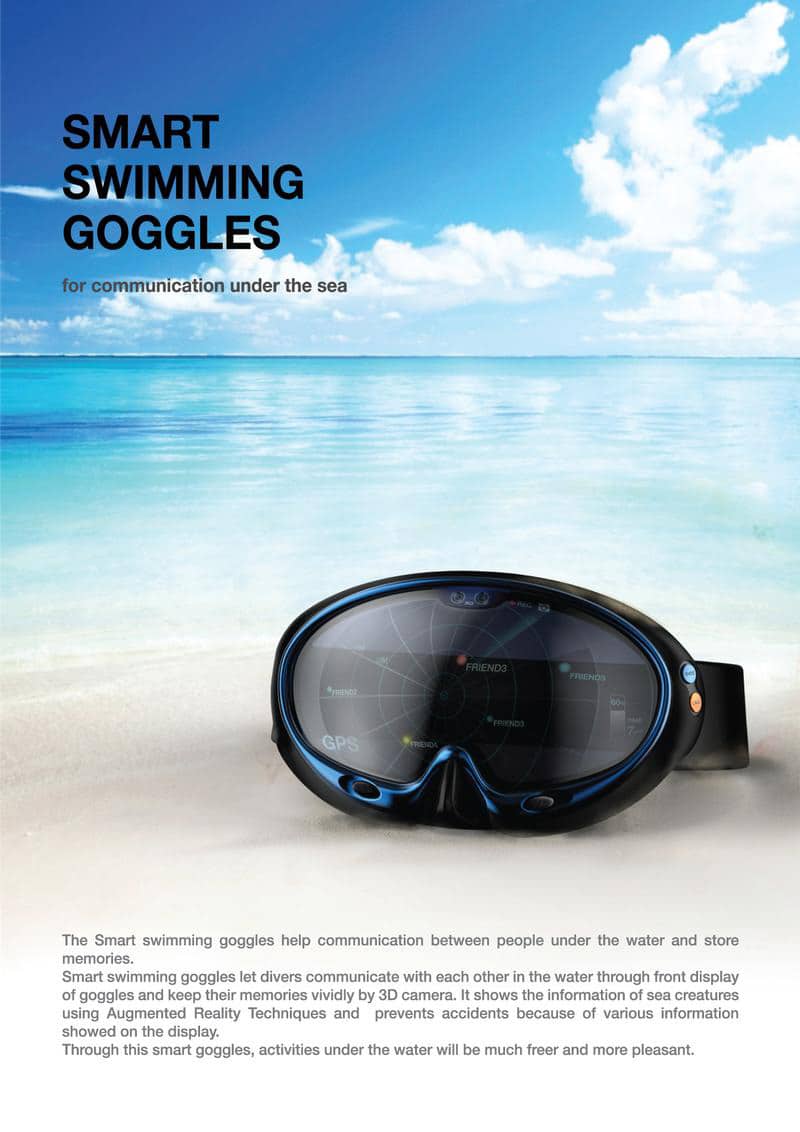 SMART
SWIMMING
GOGGLES
for communication under the sea
REC
FRIEND3
FRIEND3
FRIEND2
FRIEND3
GPS
FRIEND4
The Smart swimming goggles help communication between people under the water and store
memories.
Smart swimming goggles let divers communicate with each other in the water through front display
of goggles and keep their memories vividly by 3D camera. It shows the information of sea creatures
using Augmented Reality Techniques and prevents accidents because of various information
showed on the display.
Through this smart goggles, activities under the water will be much freer and more pleasant.